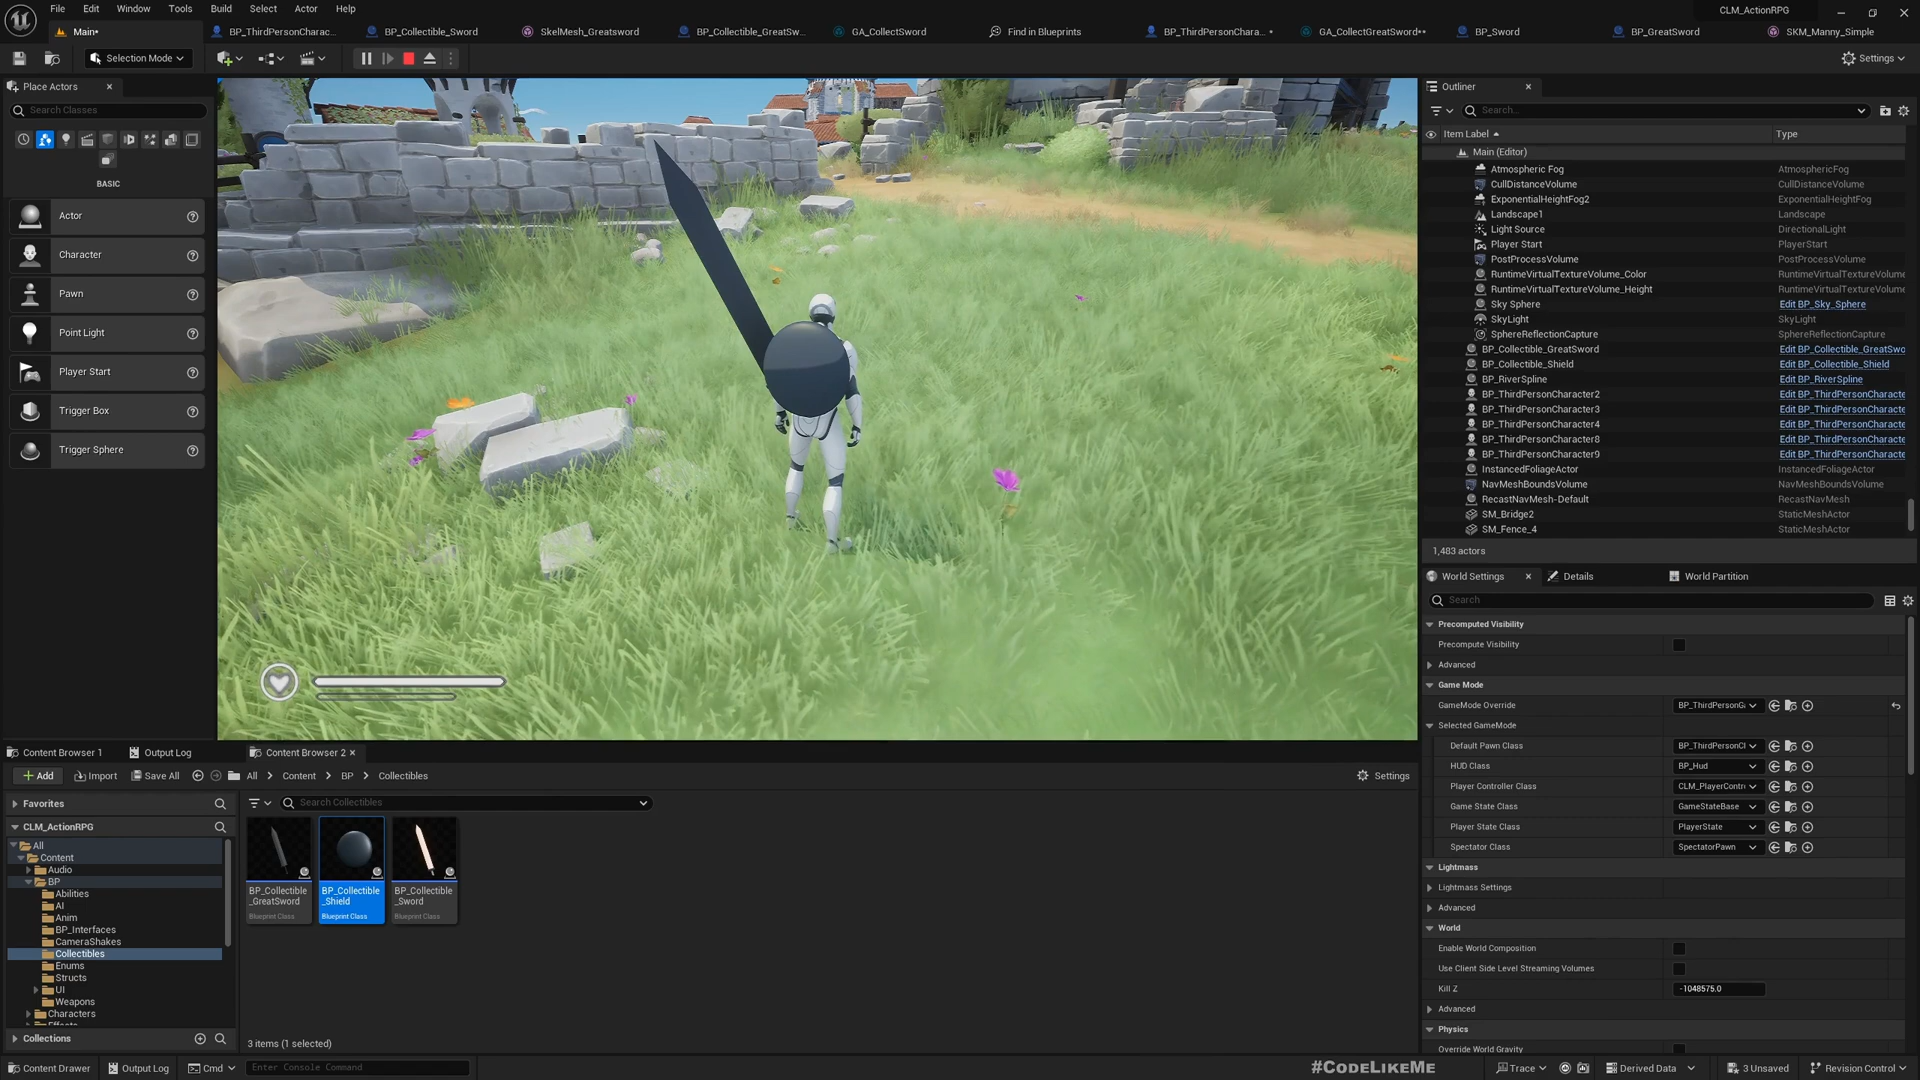 File Edit View Window Tools Build Select Actor Help
CLM_ActionRPG
Main•
BP_ThirdPersonCharac...
BP_Collectible_Sword
SkelMesh_Greatsword
BP_Collectible_GreatSw...
GA_CollectSword
Find in Blueprints
BP_ThirdPersonChara... •
GA_CollectGreatSword••
BP_Sword
BP_GreatSword
SKM_Manny_Simple
Selection Mode
Settings
Place Actors
Search Classes
BASIC
Actor
Character
Pawn
Point Light
Player Start
Trigger Box
Trigger Sphere
Outliner
Search...
Item Label Type
Main (Editor)
Atmospheric Fog AtmosphericFog
CullDistanceVolume CullDistanceVolume
ExponentialHeightFog2 ExponentialHeightFog
Landscape1 Landscape
Light Source DirectionalLight
Player Start PlayerStart
PostProcessVolume PostProcessVolume
RuntimeVirtualTextureVolume_Color RuntimeVirtualTextureVolume
RuntimeVirtualTextureVolume_Height RuntimeVirtualTextureVolume
Sky Sphere Edit BP_Sky_Sphere
SkyLight SkyLight
SphereReflectionCapture SphereReflectionCapture
BP_Collectible_GreatSword Edit BP_Collectible_GreatSwo
BP_Collectible_Shield Edit BP_Collectible_Shield
BP_RiverSpline Edit BP_RiverSpline
BP_ThirdPersonCharacter2 Edit BP_ThirdPersonCharacte
BP_ThirdPersonCharacter3 Edit BP_ThirdPersonCharacte
BP_ThirdPersonCharacter4 Edit BP_ThirdPersonCharacte
BP_ThirdPersonCharacter8 Edit BP_ThirdPersonCharacte
BP_ThirdPersonCharacter9 Edit BP_ThirdPersonCharacte
InstancedFoliageActor InstancedFoliageActor
NavMeshBoundsVolume NavMeshBoundsVolume
RecastNavMesh-Default RecastNavMesh
SM_Bridge2 StaticMeshActor
SM_Fence_4 StaticMeshActor
1,483 actors
World Settings
Details
World Partition
Search
Precomputed Visibility
Precompute Visibility
Advanced
Game Mode
GameMode Override BP_ThirdPersonG
Selected GameMode
Default Pawn Class BP_ThirdPersonCl
HUD Class BP_Hud
Player Controller Class CLM_PlayerContr
Game State Class GameStateBase
Player State Class PlayerState
Spectator Class SpectatorPawn
Lightmass
Lightmass Settings
Advanced
World
Enable World Composition
Use Client Side Level Streaming Volumes
Kill Z -1048575.0
Advanced
Physics
Override World Gravity
Content Browser 1
Output Log
Content Browser 2
Add
Import
Save All
All > Content > BP > Collectibles
Settings
Favorites
CLM_ActionRPG
All
Content
Audio
BP
Abilities
AI
Anim
BP_Interfaces
CameraShakes
Collectibles
Enums
Structs
UI
Weapons
Characters
Effects
Collections
Search Collectibles
BP_Collectible
_GreatSword
Blueprint Class
BP_Collectible
_Shield
Blueprint Class
BP_Collectible
_Sword
Blueprint Class
3 items (1 selected)
Content Drawer
Output Log
Cmd
Enter Console Command
#CODELIKEME
Trace
Derived Data
3 Unsaved
Revision Control